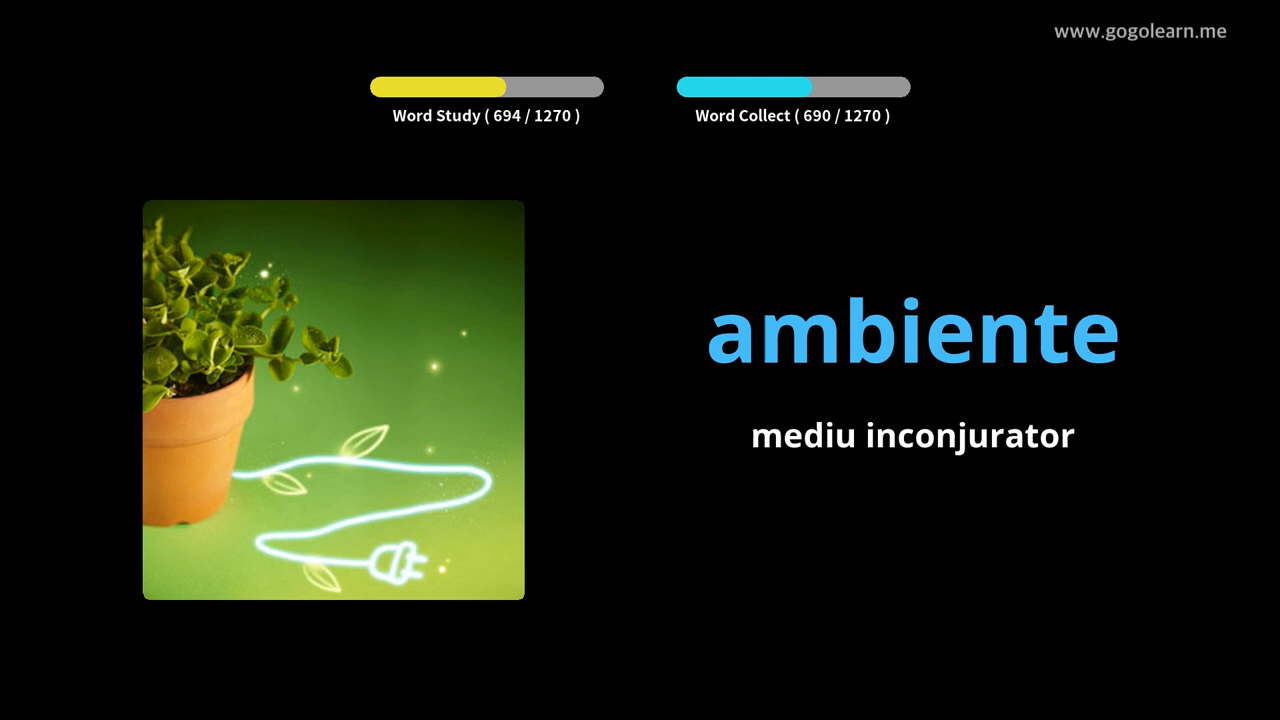 www.gogolearn.me
Word Study ( 694 / 1270 )
Word Collect ( 690 / 1270 )
ambiente
mediu inconjurator